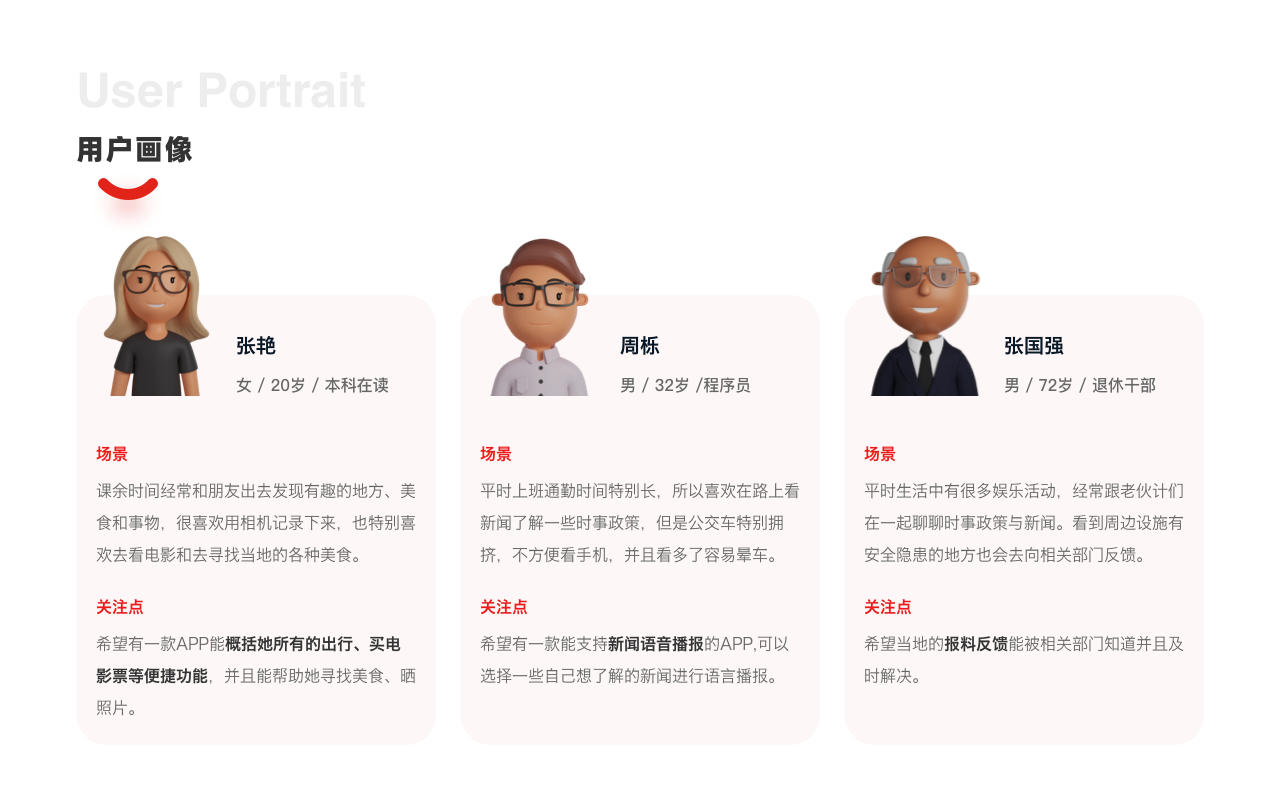 User Portrait
用户画像
张艳
女 / 20岁 / 本科在读
场景
课余时间经常和朋友出去发现有趣的地方、美
食和事物，很喜欢用相机记录下来，也特别喜
欢去看电影和去寻找当地的各种美食。
关注点
希望有一款APP能概括她所有的出行、买电
影票等便捷功能，并且能帮助她寻找美食、晒
照片。
周栎
男 / 32岁 /程序员
场景
平时上班通勤时间特别长，所以喜欢在路上看
新闻了解一些时事政策，但是公交车特别拥
挤，不方便看手机，并且看多了容易晕车。
关注点
希望有一款能支持新闻语音播报的APP,可以
选择一些自己想了解的新闻进行语言播报。
张国强
男 / 72岁 / 退休干部
场景
平时生活中有很多娱乐活动，经常跟老伙计们
在一起聊聊时事政策与新闻。看到周边设施有
安全隐患的地方也会去向相关部门反馈。
关注点
希望当地的报料反馈能被相关部门知道并且及
时解决。